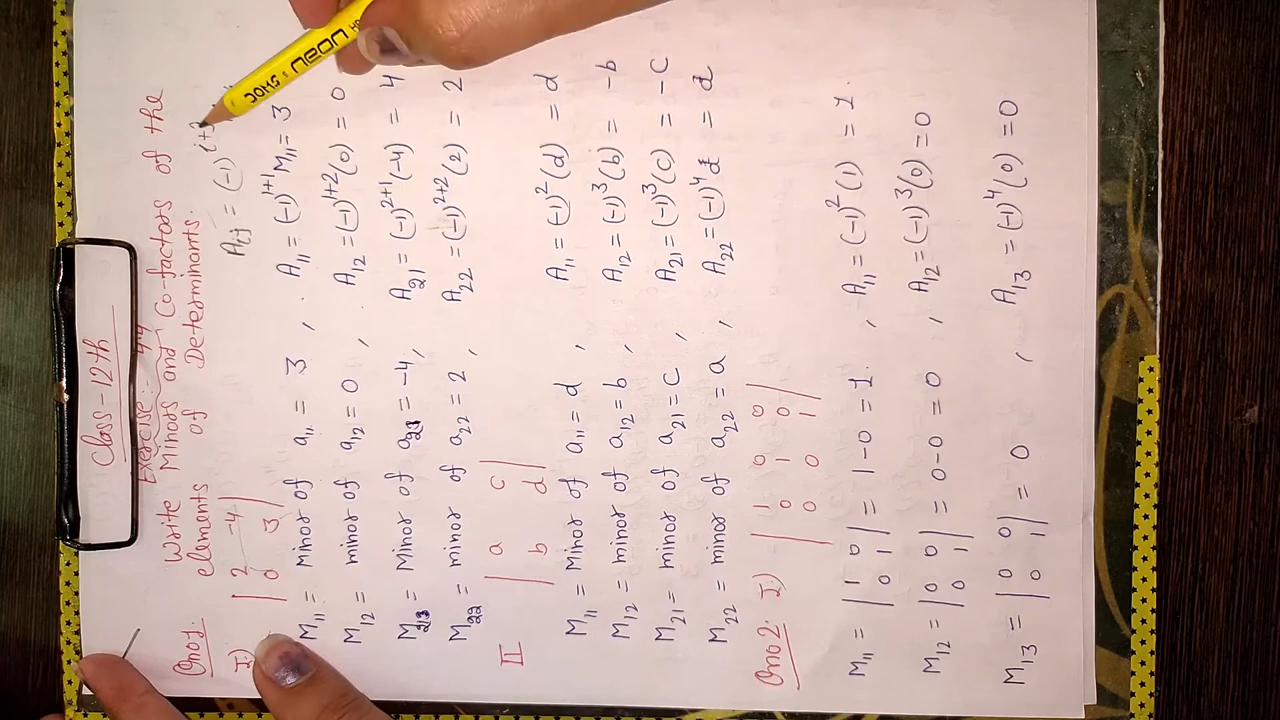 Class-12th
Exercise: 4.4
Qno1. Write Minors and Co-factors of the
elements of Determinants.
I) | 2 -4 |
| 0 3 |
Aij = (-1)^i+j
M11 = minor of a11 = 3 , A11 = (-1)^1+1 M11 = 3
M12 = minor of a12 = 0 , A12 = (-1)^1+2 (0) = 0
M21 = Minor of a21 = -4 , A21 = (-1)^2+1 (-4) = 4
M22 = minor of a22 = 2 , A22 = (-1)^2+2 (2) = 2
II | a c |
| b d |
M11 = Minor of a11 = d , A11 = (-1)^2 (d) = d
M12 = minor of a12 = b , A12 = (-1)^3 (b) = -b
M21 = minor of a21 = c , A21 = (-1)^3 (c) = -c
M22 = minor of a22 = a , A22 = (-1)^4 d = d
Qno2. I) | 1 0 0 |
| 0 1 0 |
| 0 0 1 |
M11 = | 1 0 | = 1-0 = 1 , A11 = (-1)^2 (1) = 1.
| 0 1 |
M12 = | 0 0 | = 0-0 = 0 , A12 = (-1)^3 (0) = 0
| 0 1 |
M13 = | 0 0 | = 0 , A13 = (-1)^4 (0) = 0
| 0 1 |